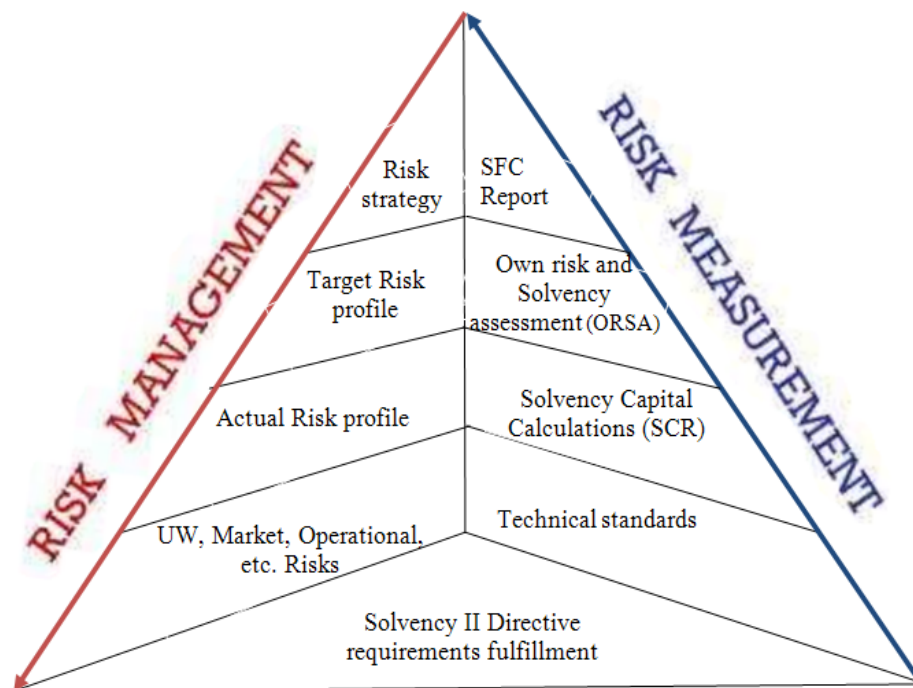 RISK MANAGEMENT
RISK MEASUREMENT
Risk
strategy
SFC
Report
Target Risk
profile
Own risk and
Solvency
assessment (ORSA)
Actual Risk profile
Solvency Capital
Calculations (SCR)
UW, Market, Operational,
etc. Risks
Technical standards
Solvency II Directive
requirements fulfillment